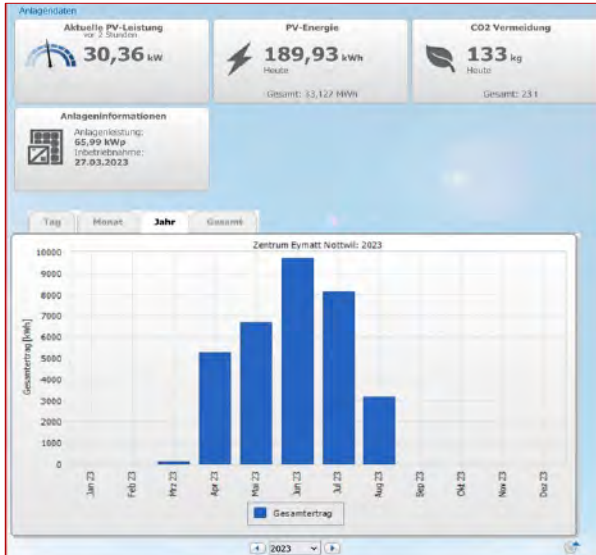 Anlagendaten
Aktuelle PV-Leistung
vor 2 Stunden
30,36 kW
PV-Energie
189,93 kWh
Heute
Gesamt: 33,127 MWh
CO2 Vermeidung
133 kg
Heute
Gesamt: 23 t
Anlageninformationen
Anlagenleistung:
65,99 kWp
Inbetriebnahme:
27.03.2023
Tag Monat Jahr Gesamt
Zentrum Eymatt Nottwil: 2023
Gesamtertrag [kWh]
10000
9000
8000
7000
6000
5000
4000
3000
2000
1000
0
Jan 23
Feb 23
Mrz 23
Apr 23
Mai 23
Jun 23
Jul 23
Aug 23
Sep 23
Okt 23
Nov 23
Dez 23
Gesamtertrag
2023